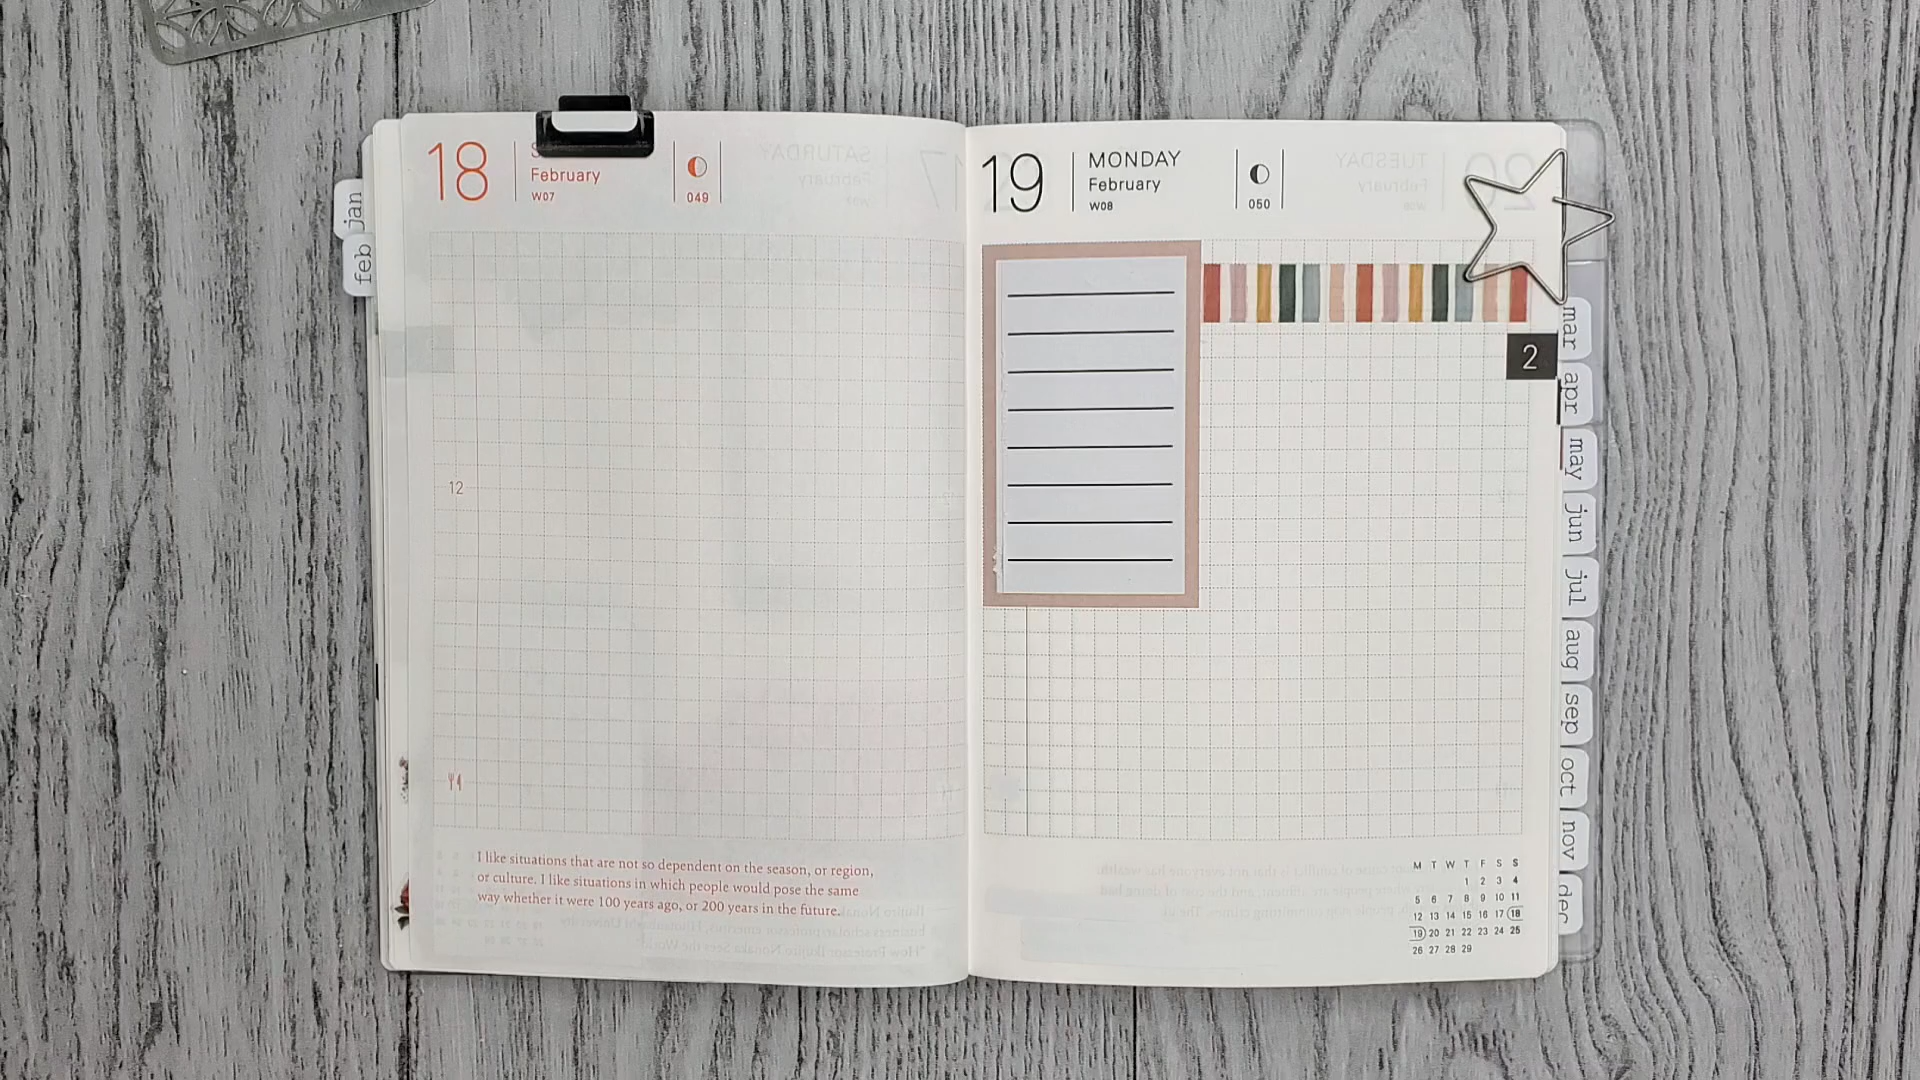 jan
feb
18
February
W07
049
12
I like situations that are not so dependent on the season, or region,
or culture. I like situations in which people would pose the same
way whether it were 100 years ago, or 200 years in the future.
19
MONDAY
February
W08
050
2
mar
apr
may
jun
jul
aug
sep
oct
nov
dec
M T W T F S S
1 2 3 4
5 6 7 8 9 10 11
12 13 14 15 16 17 18
19 20 21 22 23 24 25
26 27 28 29